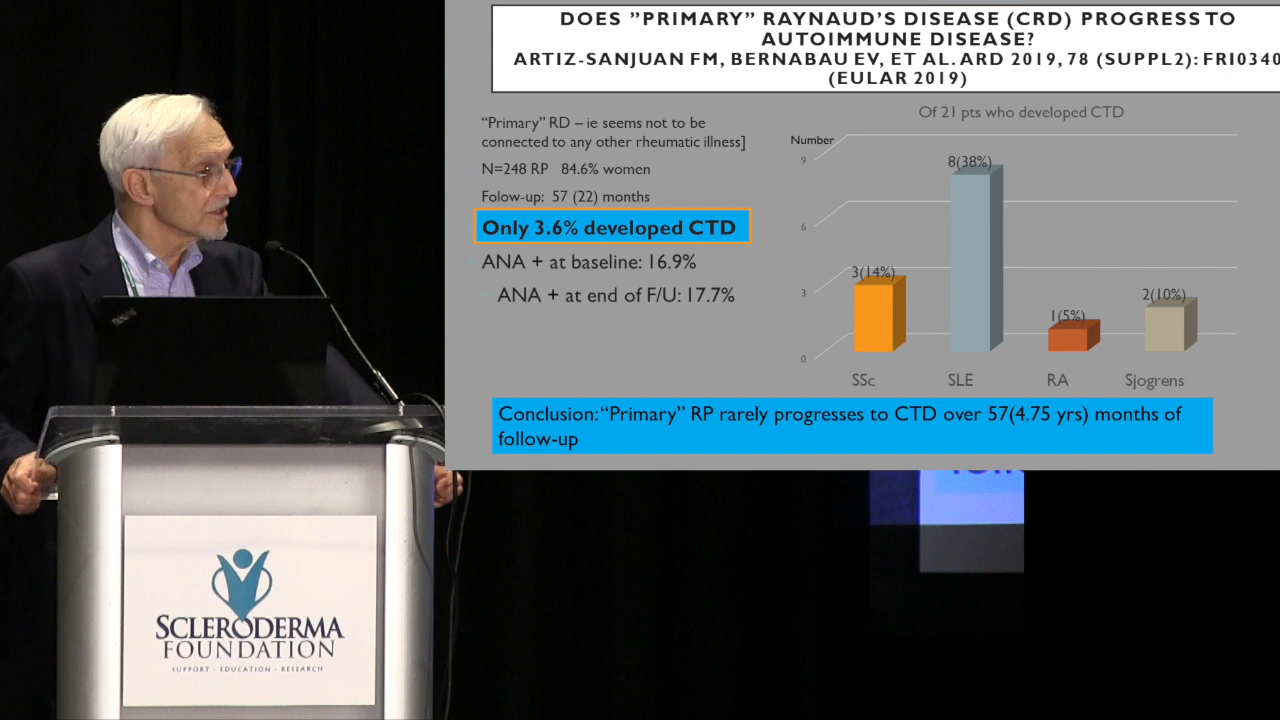 DOES ”PRIMARY” RAYNAUD’S DISEASE (CRD) PROGRESS TO
AUTOIMMUNE DISEASE?
ARTIZ-SANJUAN FM, BERNABAU EV, ET AL. ARD 2019, 78 (SUPPL2): FRI0340
(EULAR 2019)
“Primary” RD – ie seems not to be
connected to any other rheumatic illness]
N=248 RP 84.6% women
Folow-up: 57 (22) months
Only 3.6% developed CTD
ANA + at baseline: 16.9%
ANA + at end of F/U: 17.7%
Of 21 pts who developed CTD
Number
9
6
3
0
3(14%)
8(38%)
1(5%)
2(10%)
SSc
SLE
RA
Sjogrens
Conclusion: “Primary” RP rarely progresses to CTD over 57(4.75 yrs) months of
follow-up
SCLERODERMA
FOUNDATION
SUPPORT · EDUCATION · RESEARCH